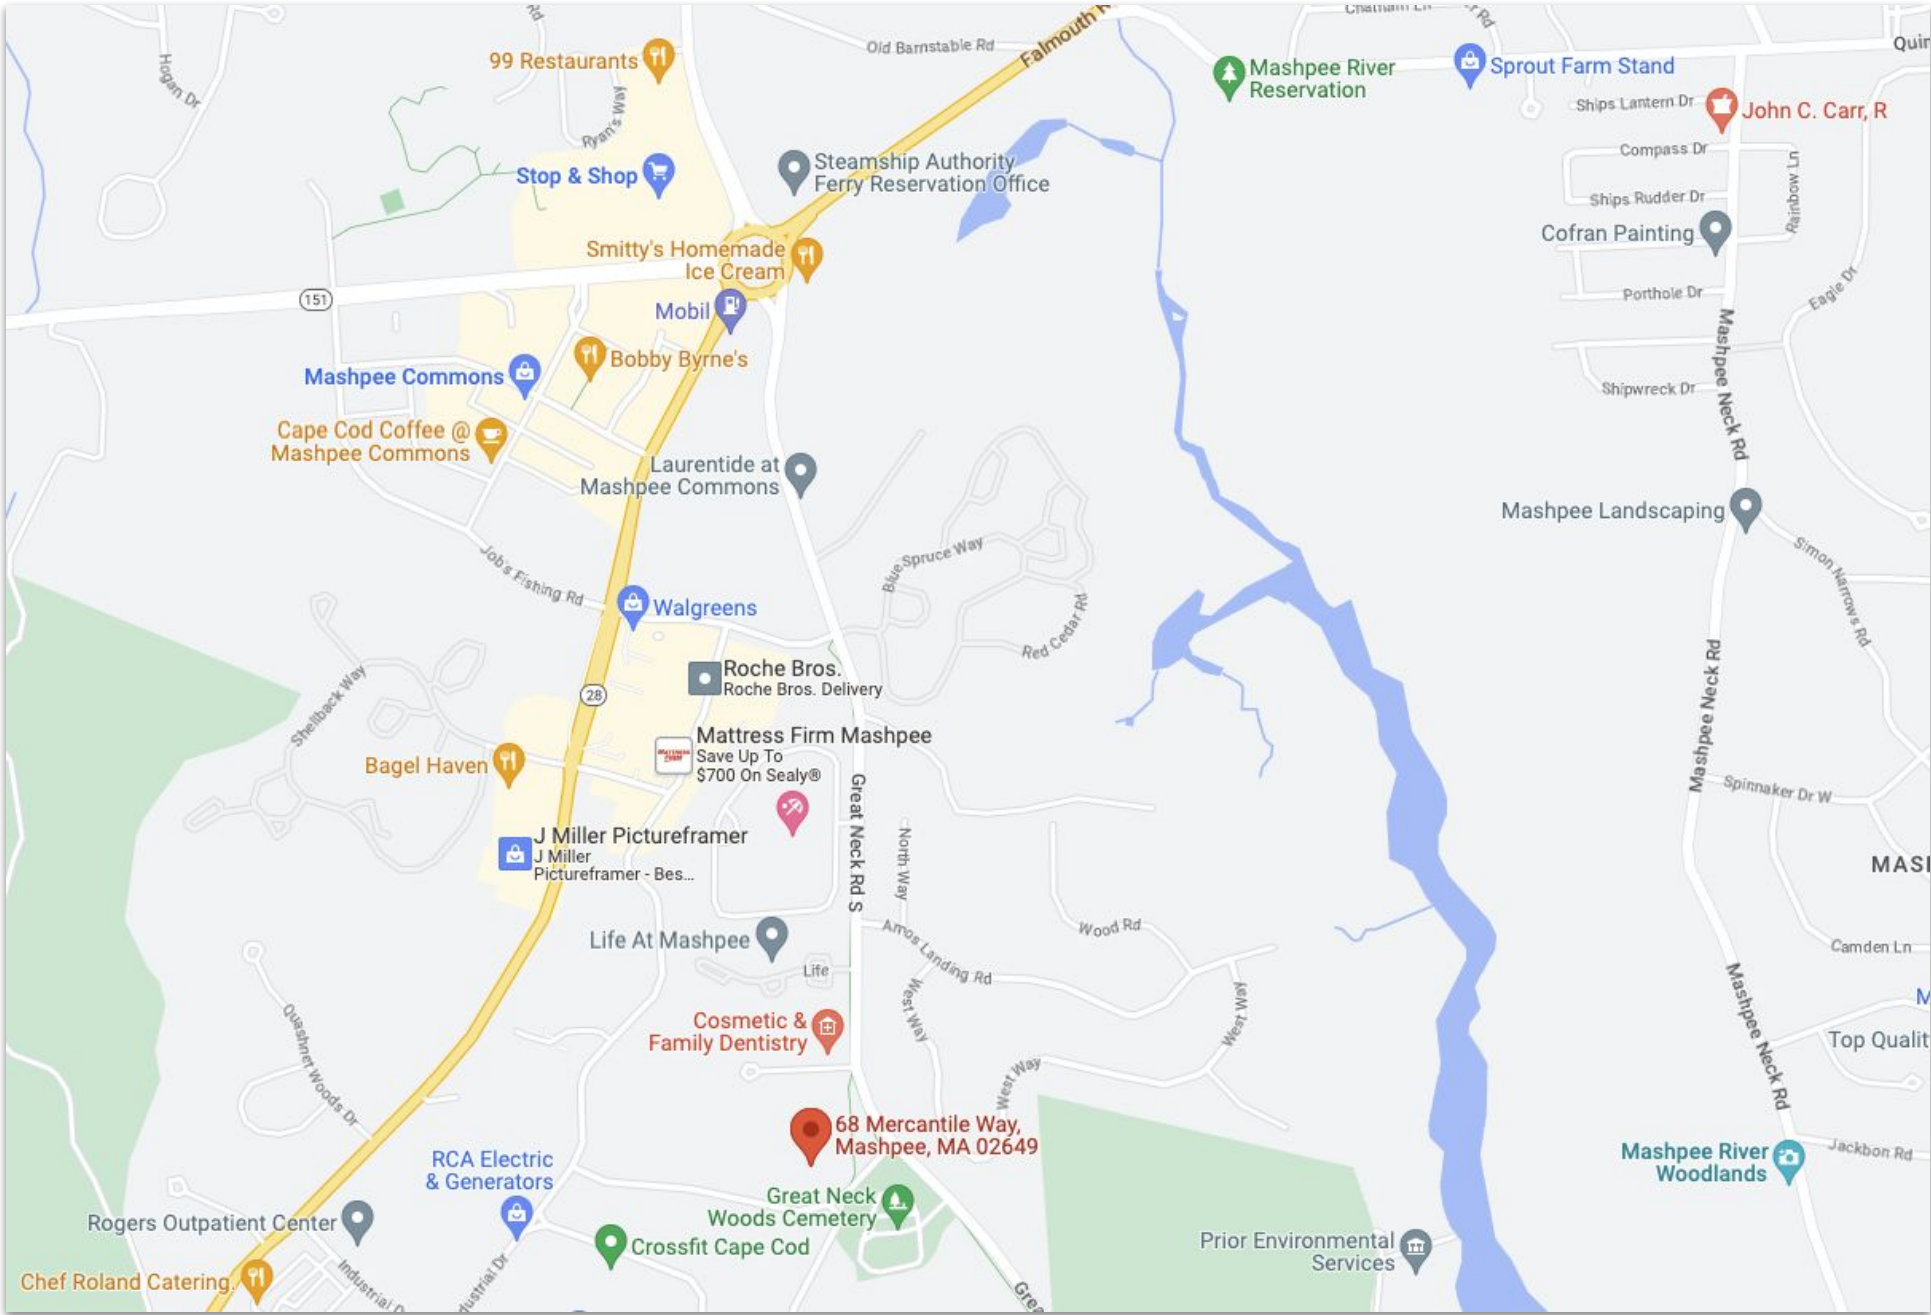 Chatham Ln
Rd
r Rd
Falmouth R
Old Barnstable Rd
Quin
99 Restaurants
Hogan Dr
Mashpee River
Reservation
Sprout Farm Stand
Ships Lantern Dr
John C. Carr, R
Ryan's Way
Compass Dr
Rainbow Ln
Stop & Shop
Steamship Authority
Ferry Reservation Office
Ships Rudder Dr
Cofran Painting
Smitty's Homemade
Ice Cream
Eagle Dr
Porthole Dr
151
Mobil
Mashpee Neck Rd
Bobby Byrne's
Mashpee Commons
Shipwreck Dr
Cape Cod Coffee @
Mashpee Commons
Laurentide at
Mashpee Commons
Mashpee Landscaping
Job's Fishing Rd
Blue Spruce Way
Simon Narrows Rd
Walgreens
Red Cedar Rd
Roche Bros.
Roche Bros. Delivery
28
Shellback Way
Mashpee Neck Rd
Mattress Firm Mashpee
Save Up To
$700 On Sealy®
Bagel Haven
Great Neck Rd S
Spinnaker Dr W
J Miller Pictureframer
J Miller
Pictureframer - Bes...
North Way
MASH
Life At Mashpee
Amos Landing Rd
Wood Rd
Camden Ln
Life
West Way
West Way
M
Mashpee Neck Rd
Cosmetic &
Family Dentistry
Top Qualit
Quashnet Woods Dr
West Way
68 Mercantile Way,
Mashpee, MA 02649
RCA Electric
& Generators
Jackbon Rd
Mashpee River
Woodlands
Great Neck
Woods Cemetery
Rogers Outpatient Center
Crossfit Cape Cod
Prior Environmental
Services
Chef Roland Catering.
Industrial D
dustrial Dr
Grea